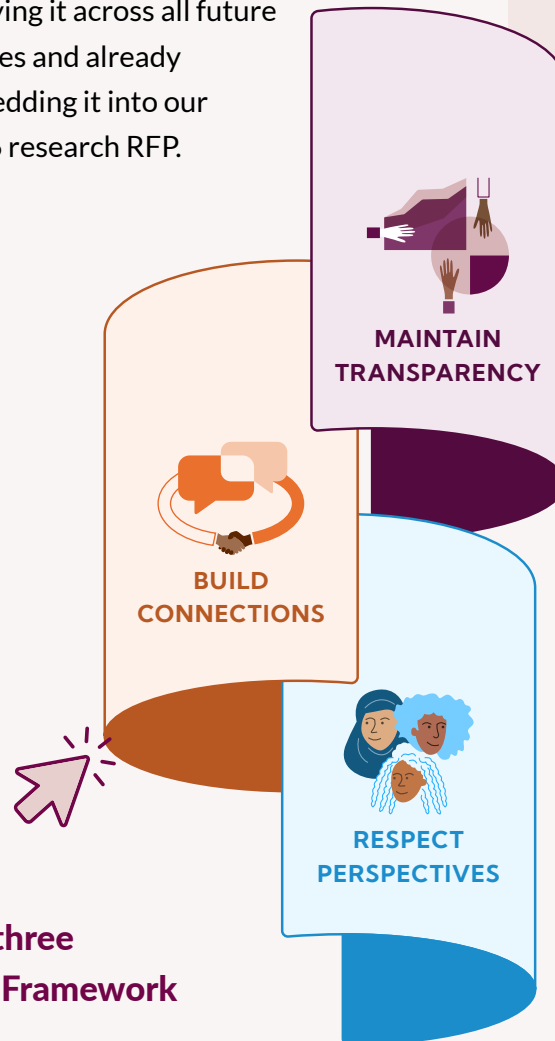 ing it across all future
es and already
edding it into our
research RFP.
MAINTAIN
TRANSPARENCY
BUILD
CONNECTIONS
RESPECT
PERSPECTIVES
three
Framework